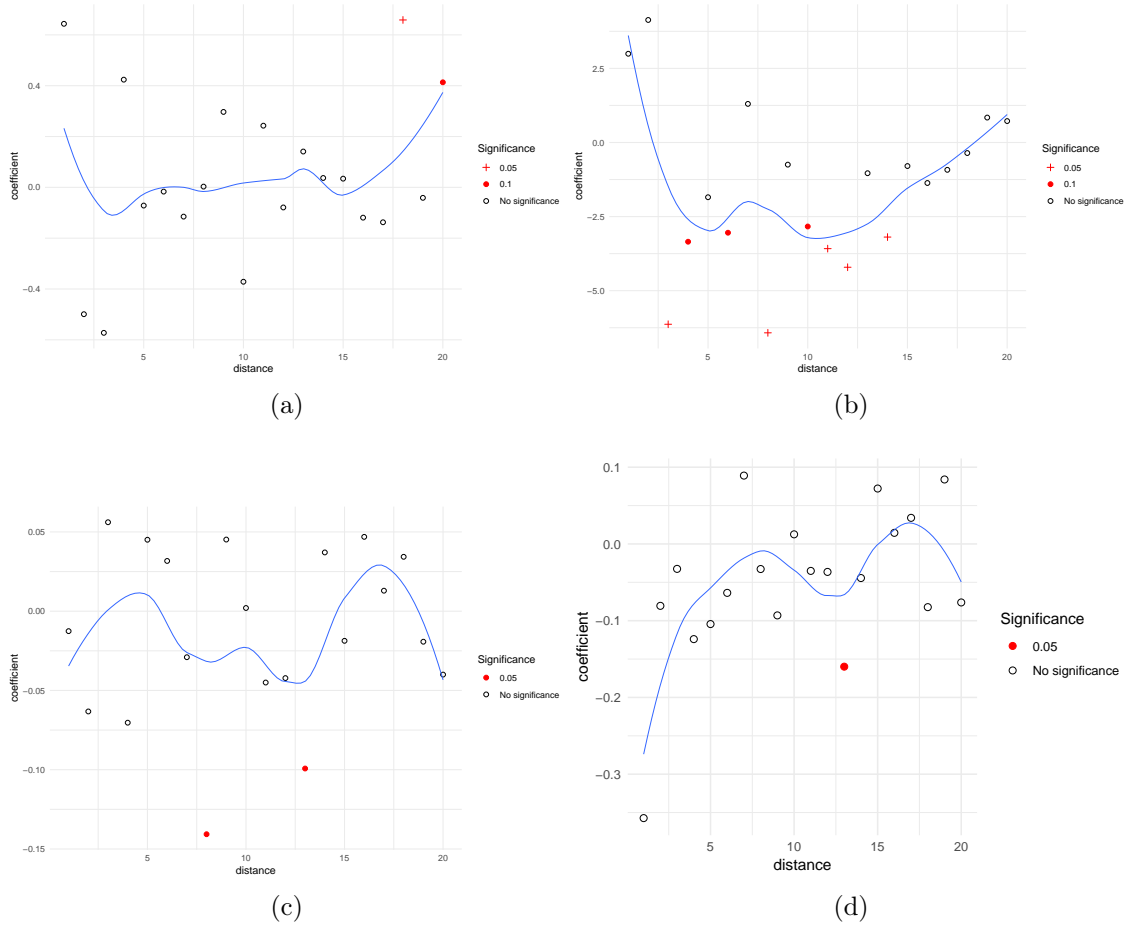 0.4
0.0
−0.4
coefficient
5
10
15
20
distance
Significance
0.05
0.1
No significance
(a)
2.5
0.0
−2.5
−5.0
coefficient
5
10
15
20
distance
Significance
0.05
0.1
No significance
(b)
0.05
0.00
−0.05
−0.10
−0.15
coefficient
5
10
15
20
distance
Significance
0.05
No significance
(c)
0.1
0.0
−0.1
−0.2
−0.3
coefficient
5
10
15
20
distance
Significance
0.05
No significance
(d)